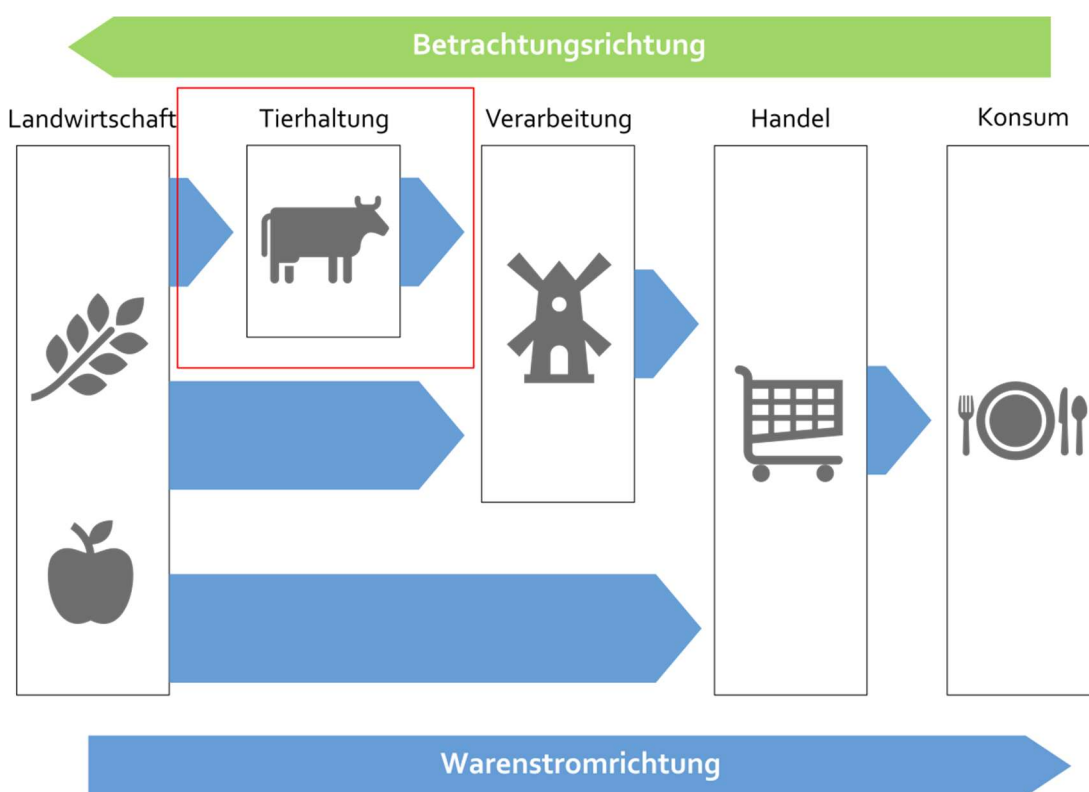 Betrachtungsrichtung
Landwirtschaft
Tierhaltung
Verarbeitung
Handel
Konsum
Warenstromrichtung